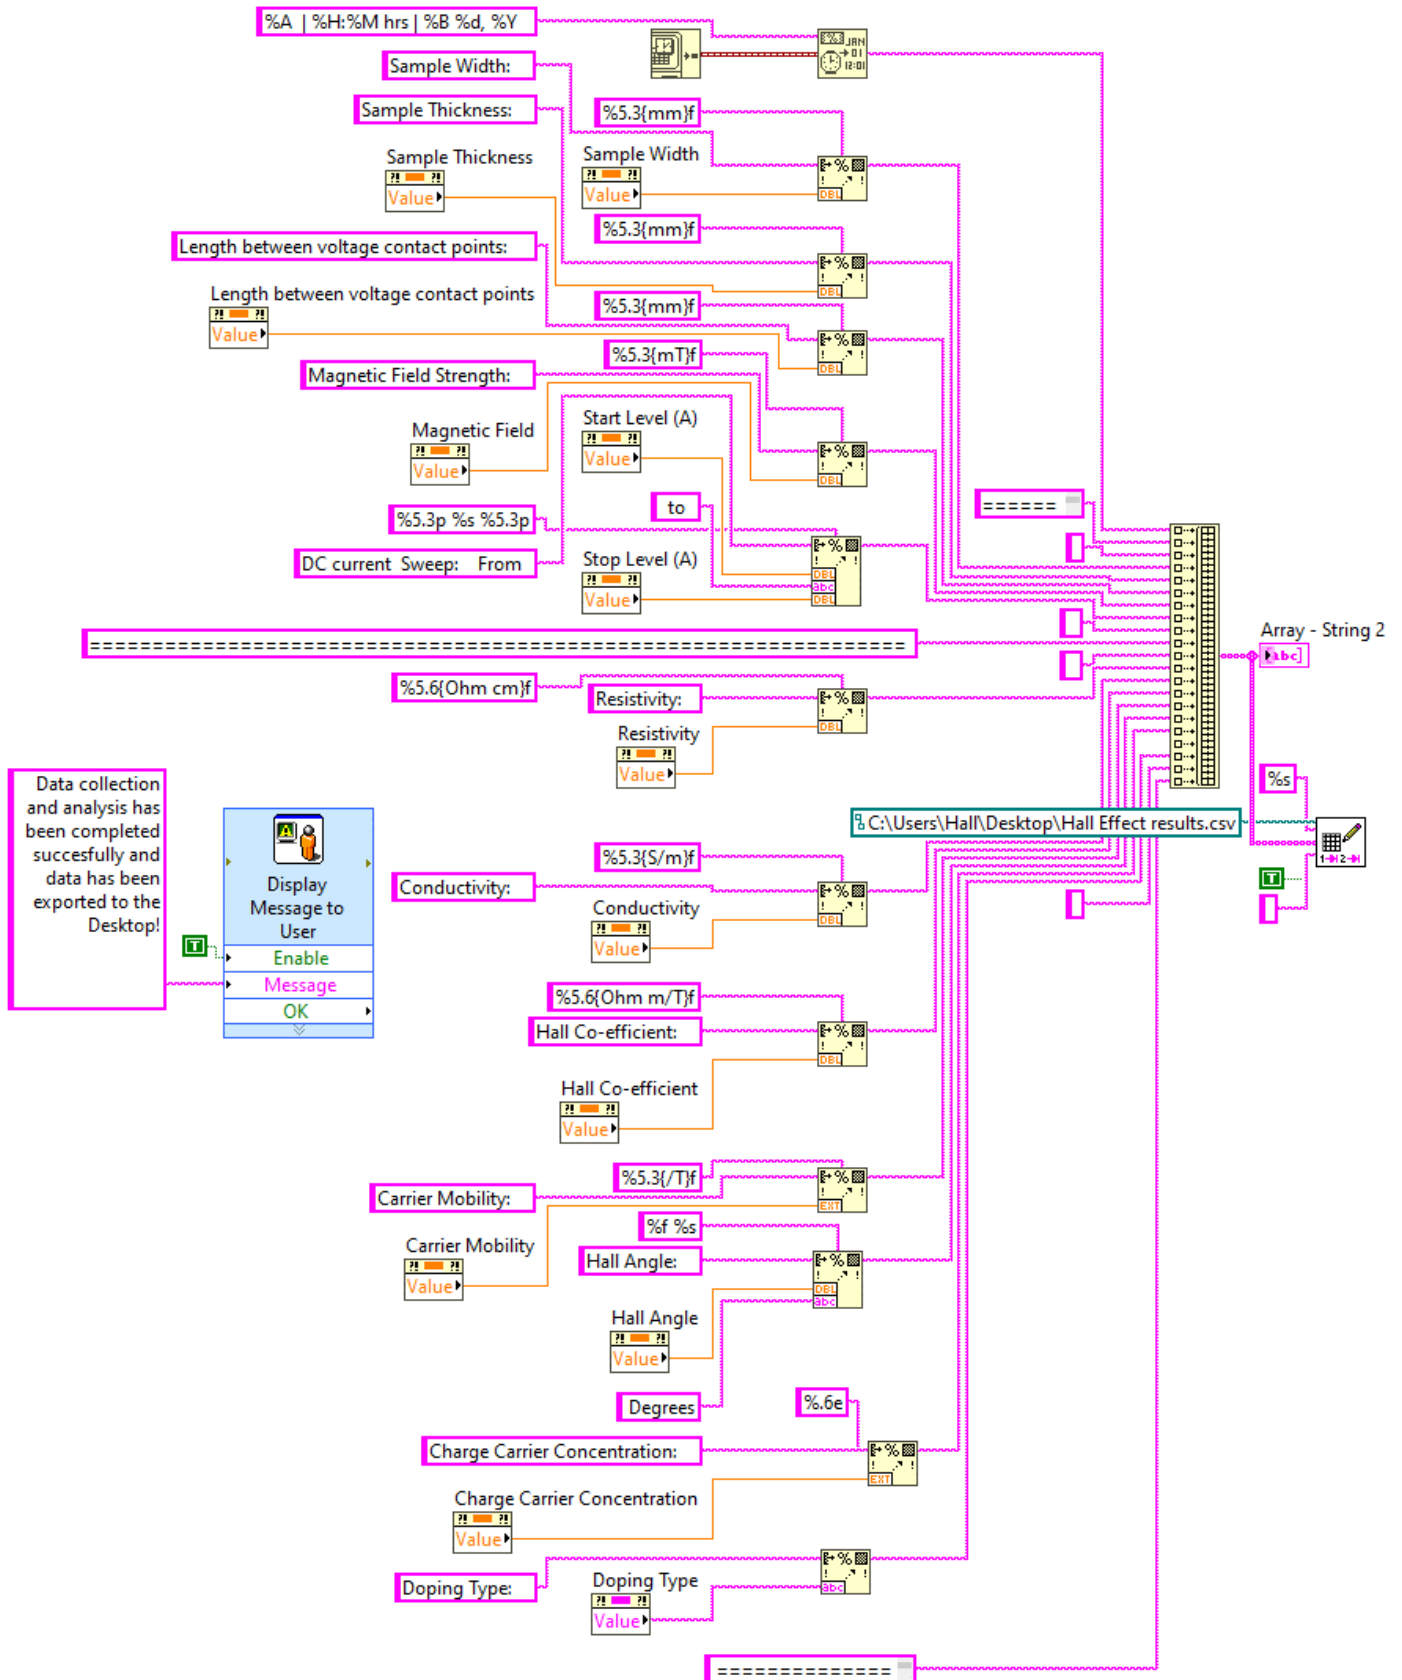 %A | %H:%M hrs | %B %d, %Y
Sample Width:
Sample Thickness:
JAN
01
12:01
%5.3{mm}f
Sample Thickness
Value
Sample Width
Value
DBL
%5.3{mm}f
Length between voltage contact points:
DBL
Length between voltage contact points
Value
%5.3{mm}f
DBL
%5.3{mT}f
Magnetic Field Strength:
Magnetic Field
Value
Start Level (A)
Value
DBL
%5.3p %s %5.3p
to
DC current Sweep: From
Stop Level (A)
Value
DBL
abc
DBL
======
Array - String 2
abc
%5.6{Ohm cm}f
Resistivity:
DBL
Resistivity
Value
%s
C:\Users\Hall\Desktop\Hall Effect results.csv
1 2
T
Data collection
and analysis has
been completed
succesfully and
data has been
exported to the
Desktop!
Display
Message to
User
T
Enable
Message
OK
%5.3{S/m}f
Conductivity:
DBL
Conductivity
Value
%5.6{Ohm m/T}f
Hall Co-efficient:
DBL
Hall Co-efficient
Value
%5.3{/T}f
Carrier Mobility:
EXT
Carrier Mobility
Value
%f %s
Hall Angle:
DBL
abc
Hall Angle
Value
Degrees
%.6e
Charge Carrier Concentration:
EXT
Charge Carrier Concentration
Value
Doping Type:
abc
Doping Type
Value
==============